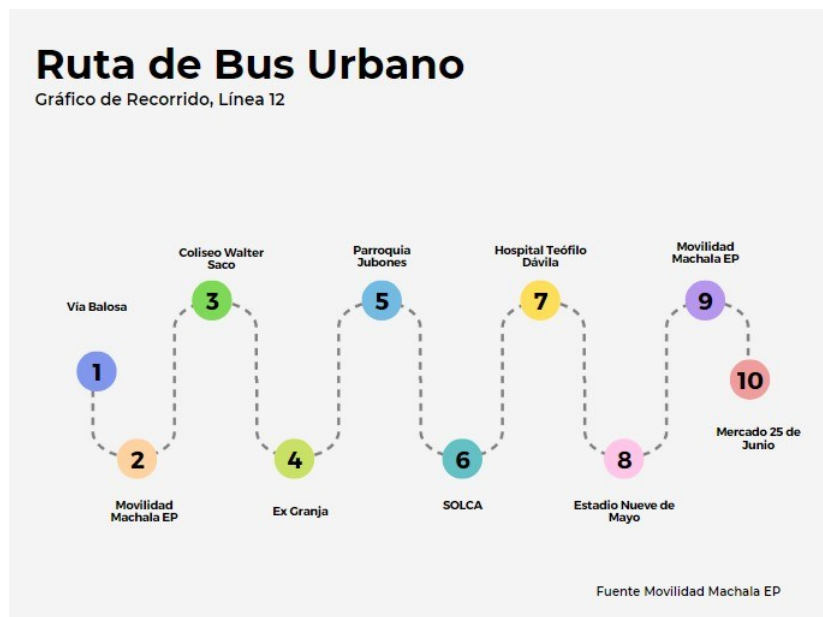 Ruta de Bus Urbano
Gráfico de Recorrido, Línea 12
Vía Balosa
1
2
Movilidad
Machala EP
Coliseo Walter
Saco
3
4
Ex Granja
Parroquia
Jubones
5
6
SOLCA
Hospital Teófilo
Dávila
7
8
Estadio Nueve de
Mayo
Movilidad
Machala EP
9
10
Mercado 25 de
Junio
Fuente Movilidad Machala EP